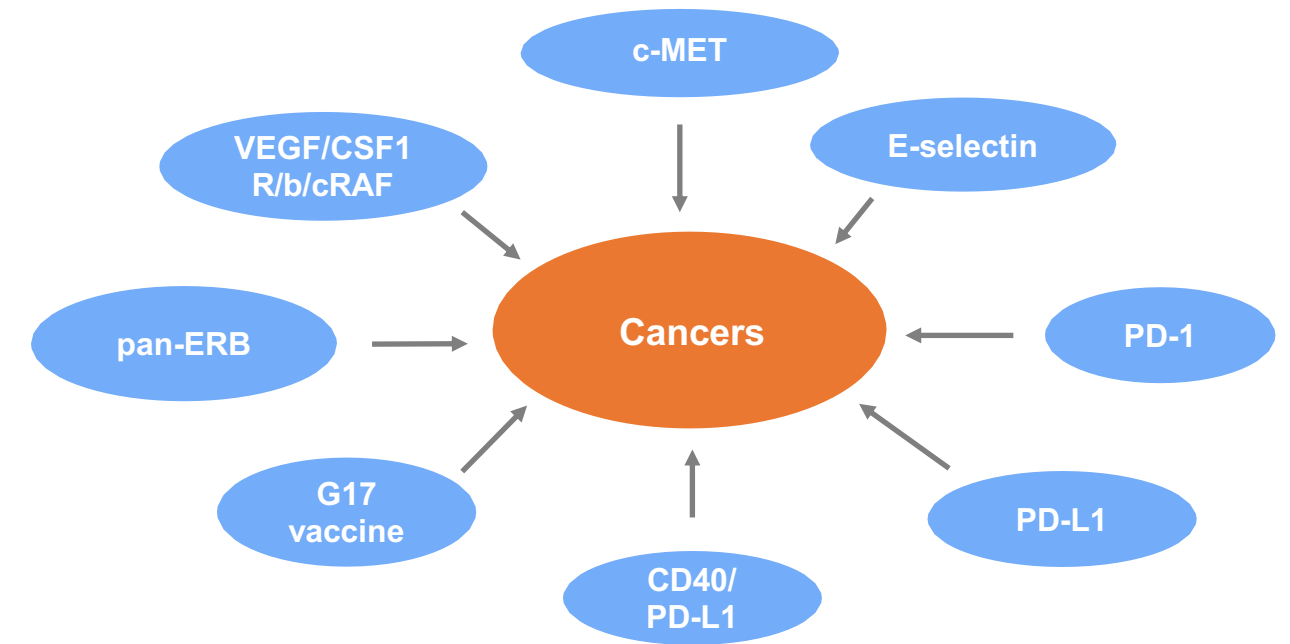 c-MET
VEGF/CSF1
R/b/cRAF
E-selectin
Cancers
pan-ERB
PD-1
G17
vaccine
PD-L1
CD40/
PD-L1